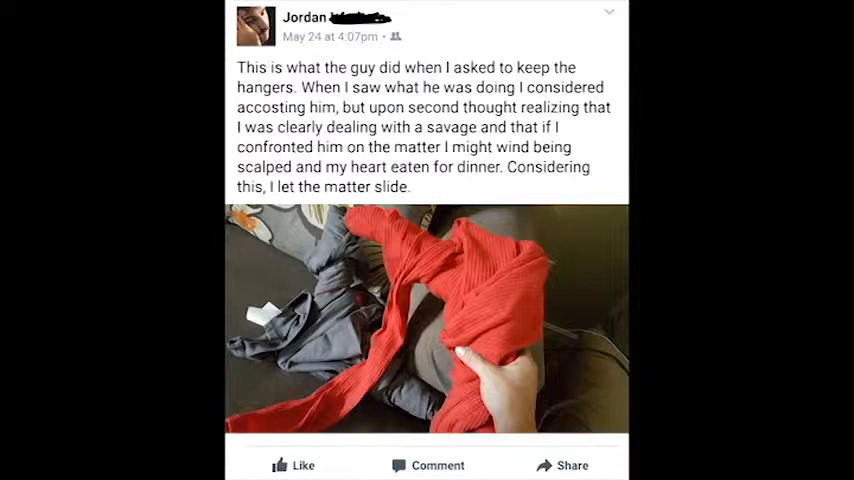 Jordan
May 24 at 4:07pm •
This is what the guy did when I asked to keep the
hangers. When I saw what he was doing I considered
accosting him, but upon second thought realizing that
I was clearly dealing with a savage and that if I
confronted him on the matter I might wind being
scalped and my heart eaten for dinner. Considering
this, I let the matter slide.
Like Comment Share